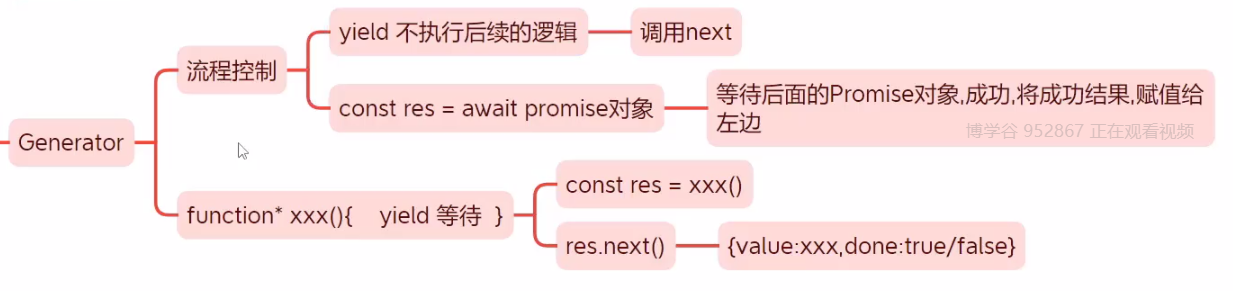 yield 不执行后续的逻辑
调用next
流程控制
const res = await promise对象
等待后面的Promise对象,成功,将成功结果,赋值给
左边
博学谷 952867 正在观看视频
Generator
const res = xxx()
function* xxx(){    yield 等待  }
res.next()
{value:xxx,done:true/false}